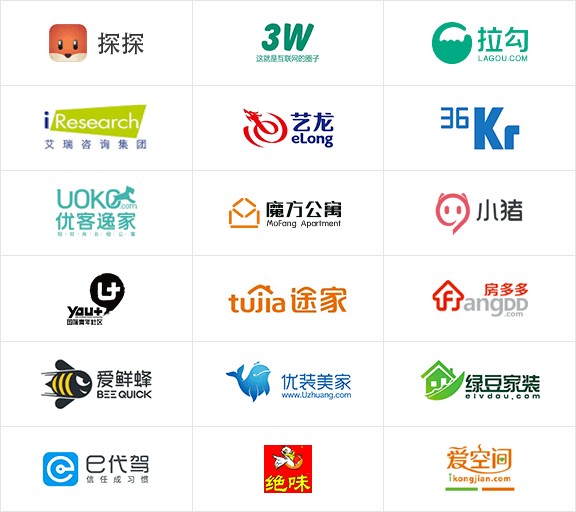 探探
3W
这就是互联网的圈子
拉勾
LAGOU.COM
iResearch
艾瑞咨询集团
艺龙
eLong
36Kr
UOKO.com
优客逸家
魔方公寓
MoFang Apartment
小猪
U+
you+
国际青年社区
tujia 途家
房多多
FangDD
.com
爱鲜蜂
BEE QUICK
优装美家
www.Uzhuang.com
绿豆家装
elvdou.com
e代驾
信任成习惯
绝味
爱空间
ikongjian.com